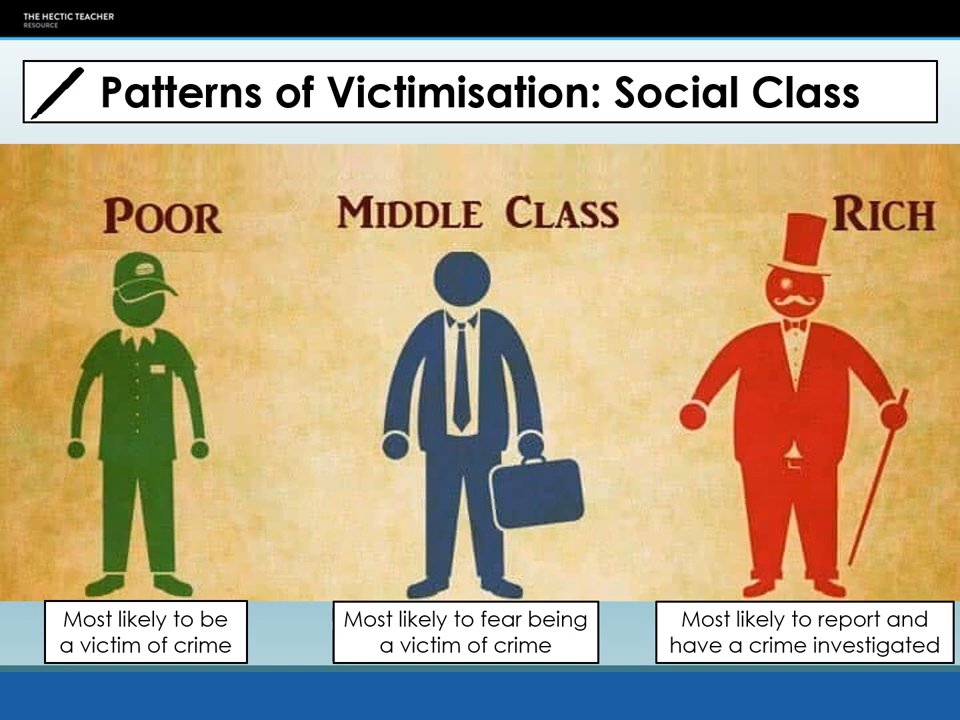 THE HECTIC TEACHER
RESOURCE
Patterns of Victimisation: Social Class
POOR
MIDDLE CLASS
RICH
Most likely to be
a victim of crime
Most likely to fear being
a victim of crime
Most likely to report and
have a crime investigated